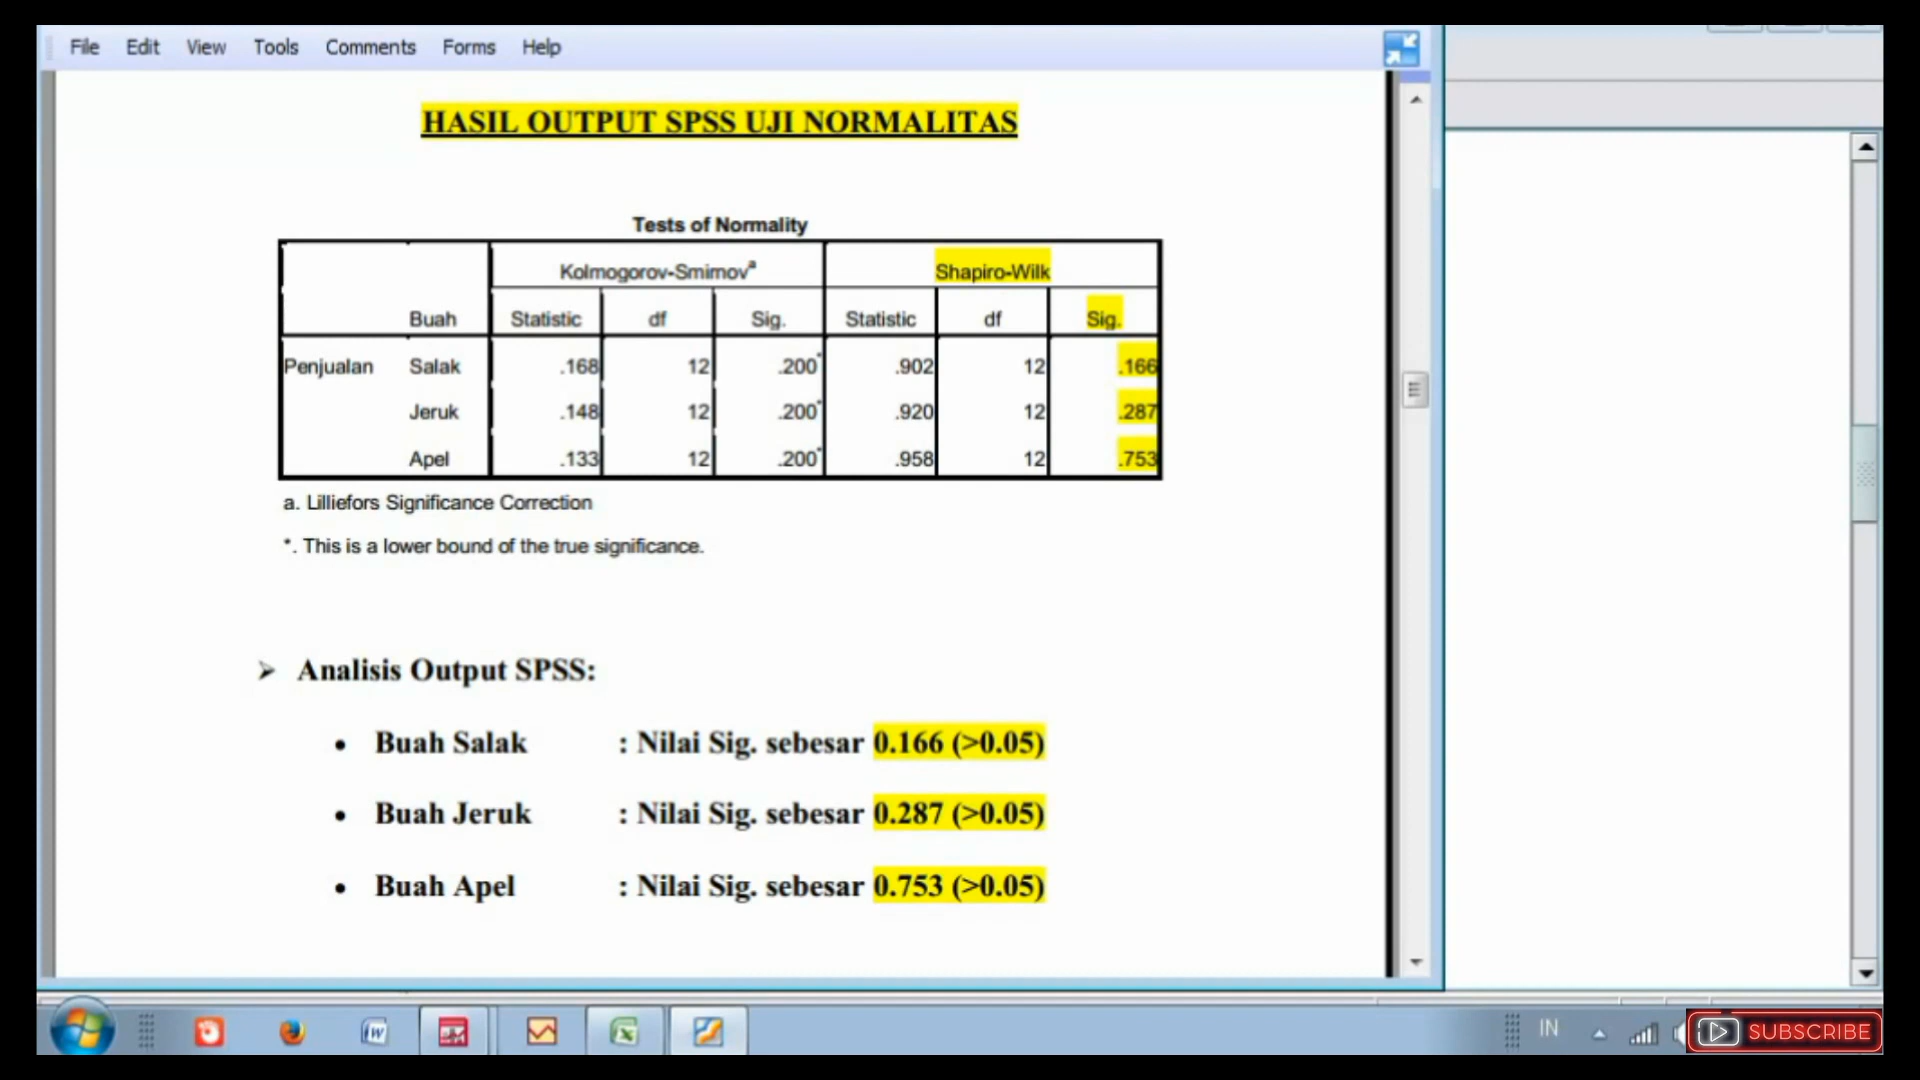 File Edit View Tools Comments Forms Help
HASIL OUTPUT SPSS UJI NORMALITAS
Tests of Normality
Kolmogorov-Smirnovª Shapiro-Wilk
Buah Statistic df Sig. Statistic df Sig.
Penjualan Salak .168 12 .200* .902 12 .166
Jeruk .148 12 .200* .920 12 .287
Apel .133 12 .200* .958 12 .753
a. Lilliefors Significance Correction
*. This is a lower bound of the true significance.
➢ Analisis Output SPSS:
• Buah Salak : Nilai Sig. sebesar 0.166 (>0.05)
• Buah Jeruk : Nilai Sig. sebesar 0.287 (>0.05)
• Buah Apel : Nilai Sig. sebesar 0.753 (>0.05)
IN SUBSCRIBE